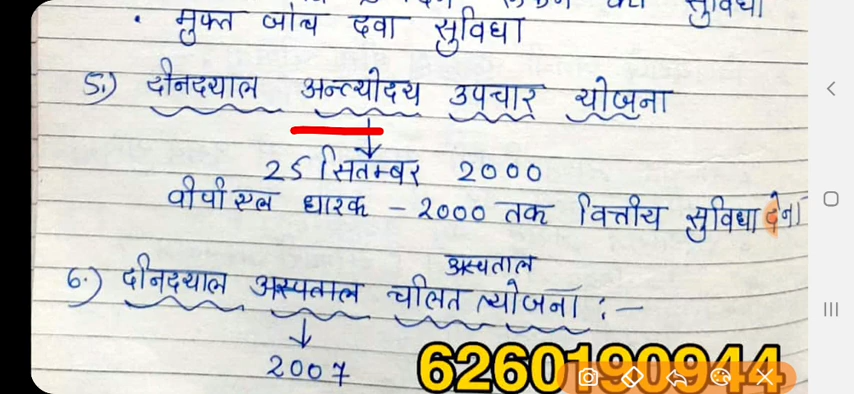 सुविधा
• मुफ्त जांच दवा सुविधा
5.) दीनदयाल अन्त्योदय उपचार योजना
25 सितम्बर 2000
वीपीएल धारक - 2000 तक वित्तीय सुविधा देना
अस्पताल
6.) दीनदयाल अस्पताल चलित योजना :-
2007
6260190944